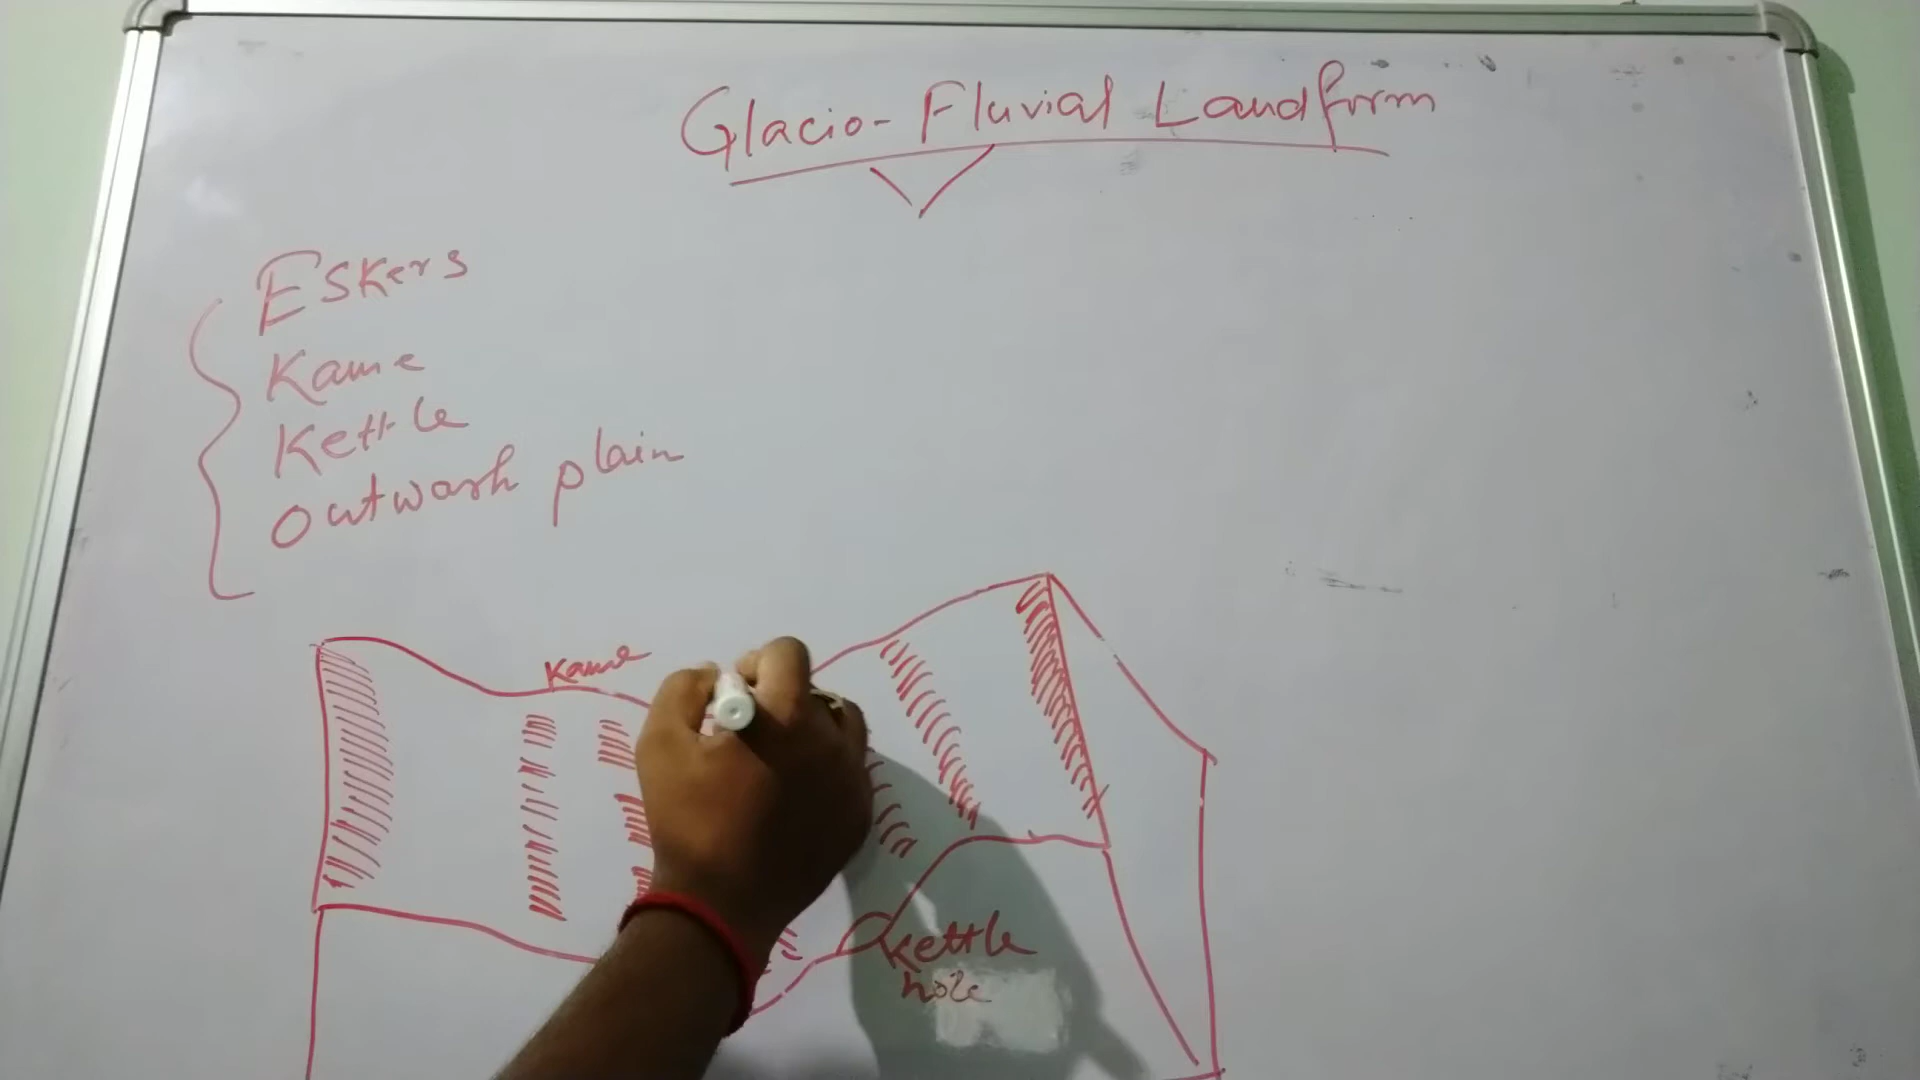 Glacio-Fluvial Landform
Eskers
Kame
Kettle
Outwash plain
Kame
Kettle
hole